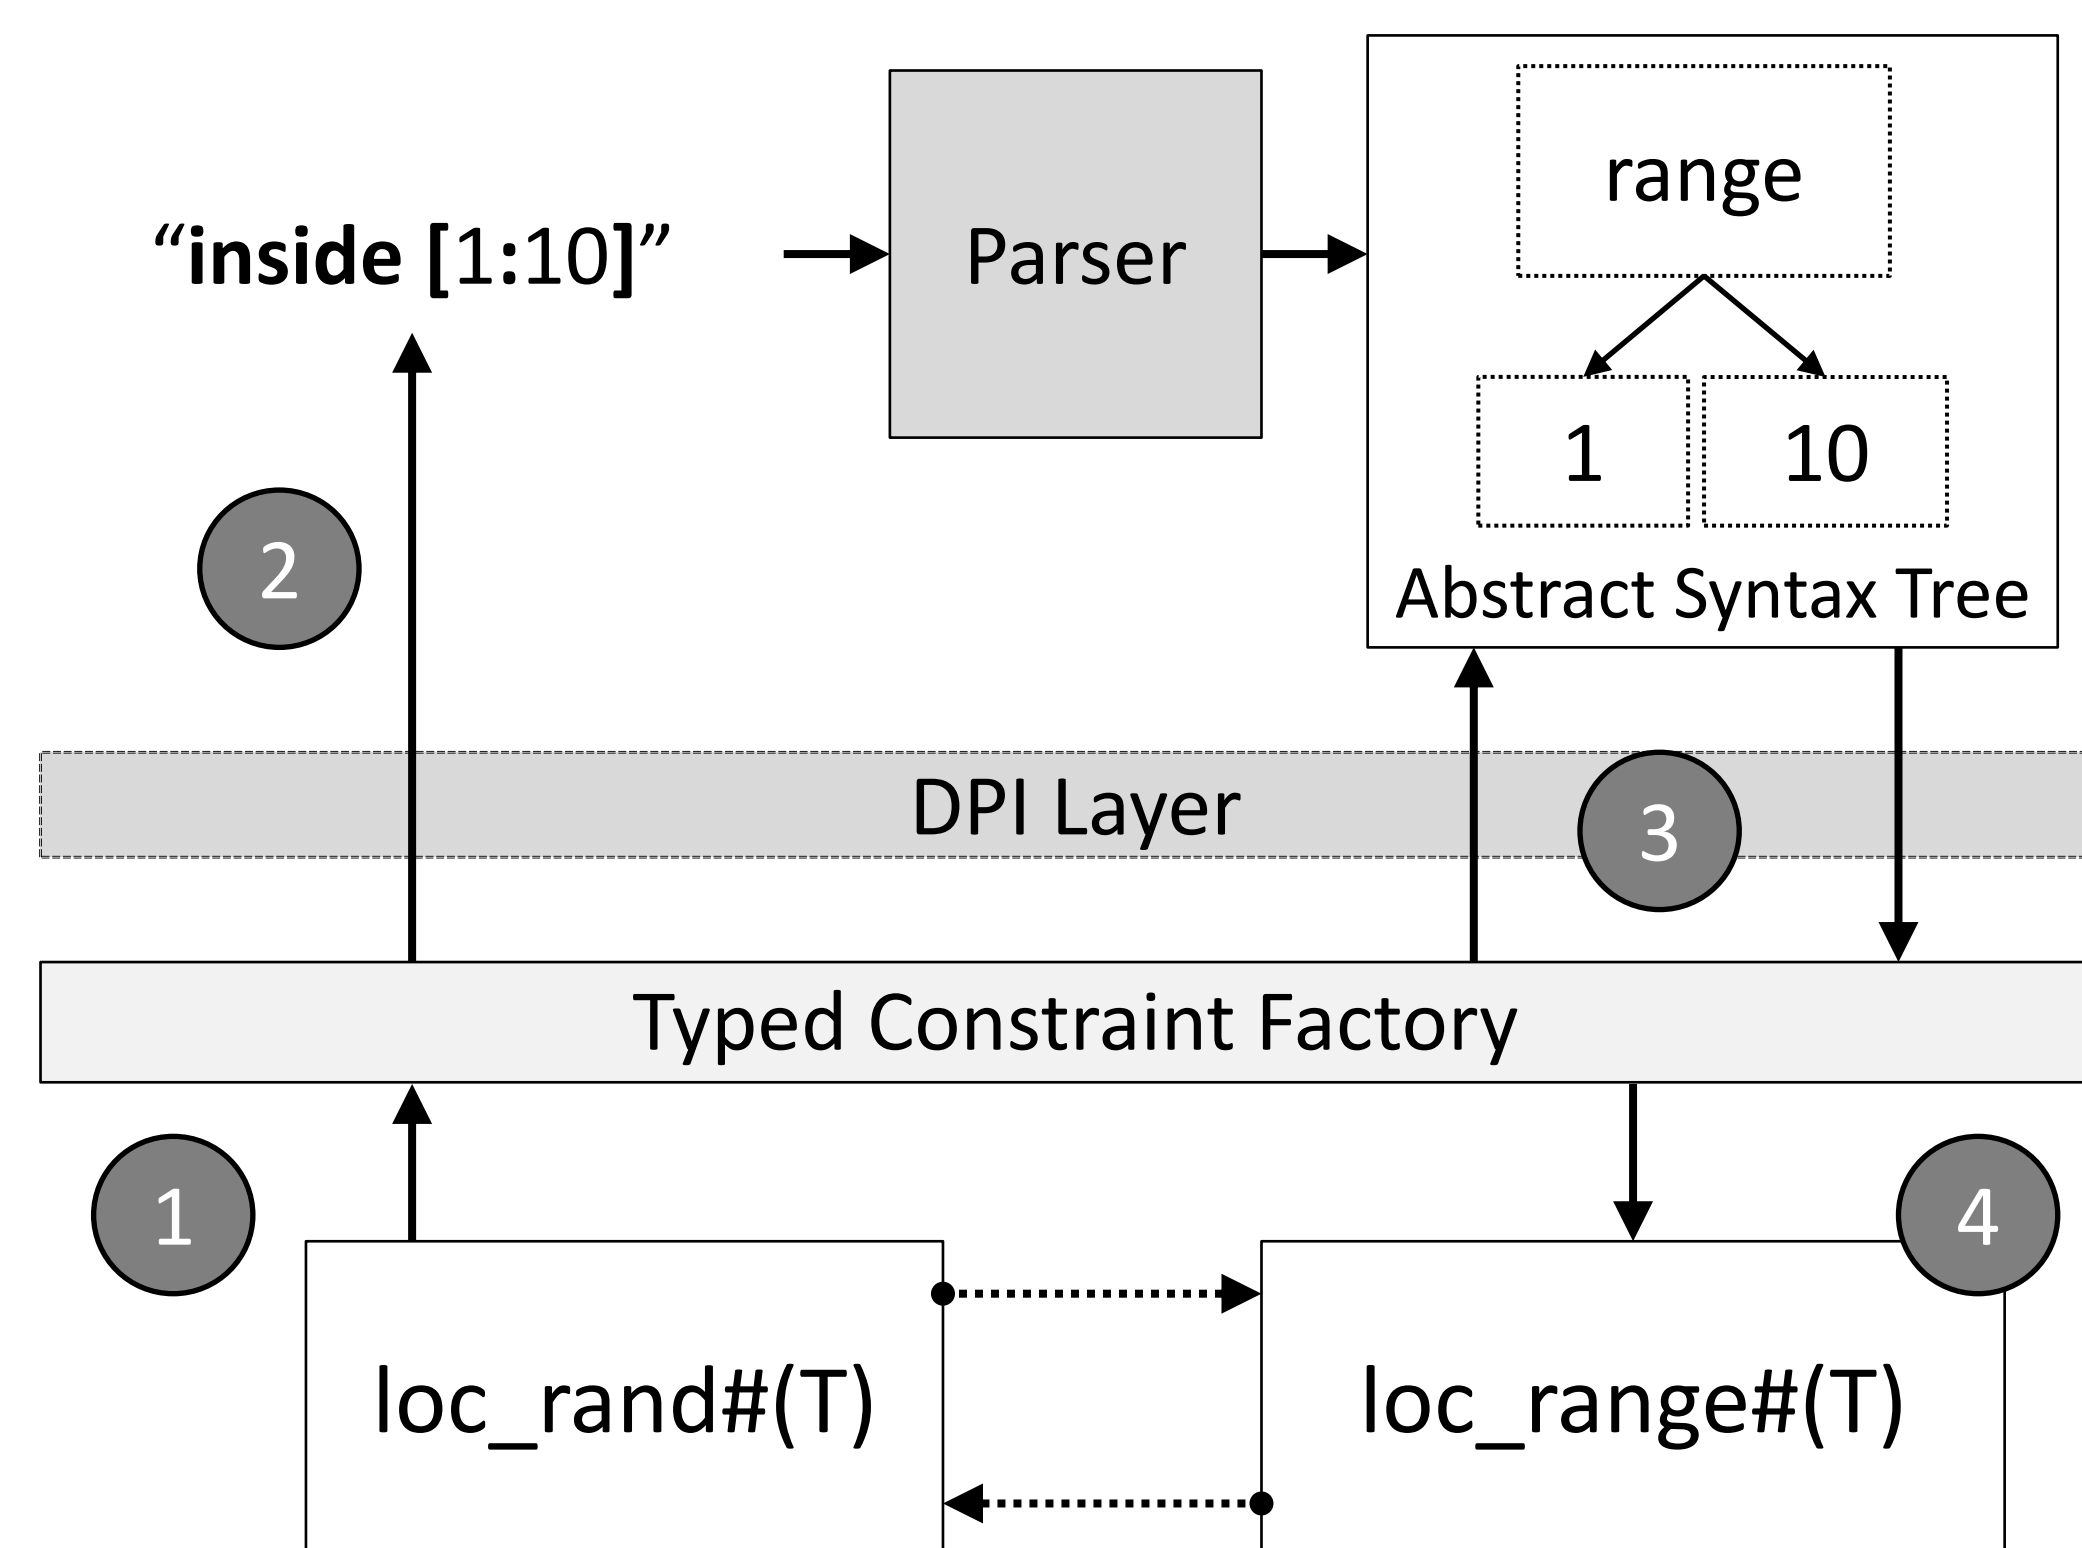 range
“inside [1:10]”
Parser
1
10
Abstract Syntax Tree
2
DPI Layer
3
Typed Constraint Factory
1
4
loc_rand#(T)
loc_range#(T)